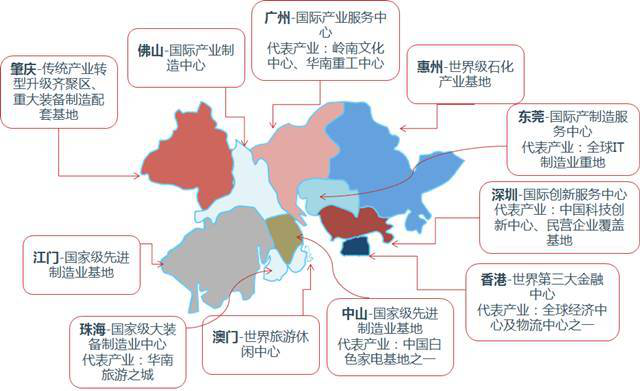 广州-国际产业服务中
心
代表产业：岭南文化
中心、华南重工中心
佛山-国际产业制
造中心
肇庆-传统产业转
型升级齐聚区、
重大装备制造配
套基地
惠州-世界级石化
产业基地
东莞-国际产制造服
务中心
代表产业：全球IT
制造业重地
深圳-国际创新服务中心
代表产业：中国科技创
新中心、民营企业覆盖
基地
江门-国家级先进
制造业基地
香港-世界第三大金融
中心
代表产业：全球经济中
心及物流中心之一
珠海-国家级大装
备制造业中心
代表产业：华南
旅游之城
澳门-世界旅游休
闲中心
中山-国家级先进
制造业基地
代表产业：中国白
色家电基地之一